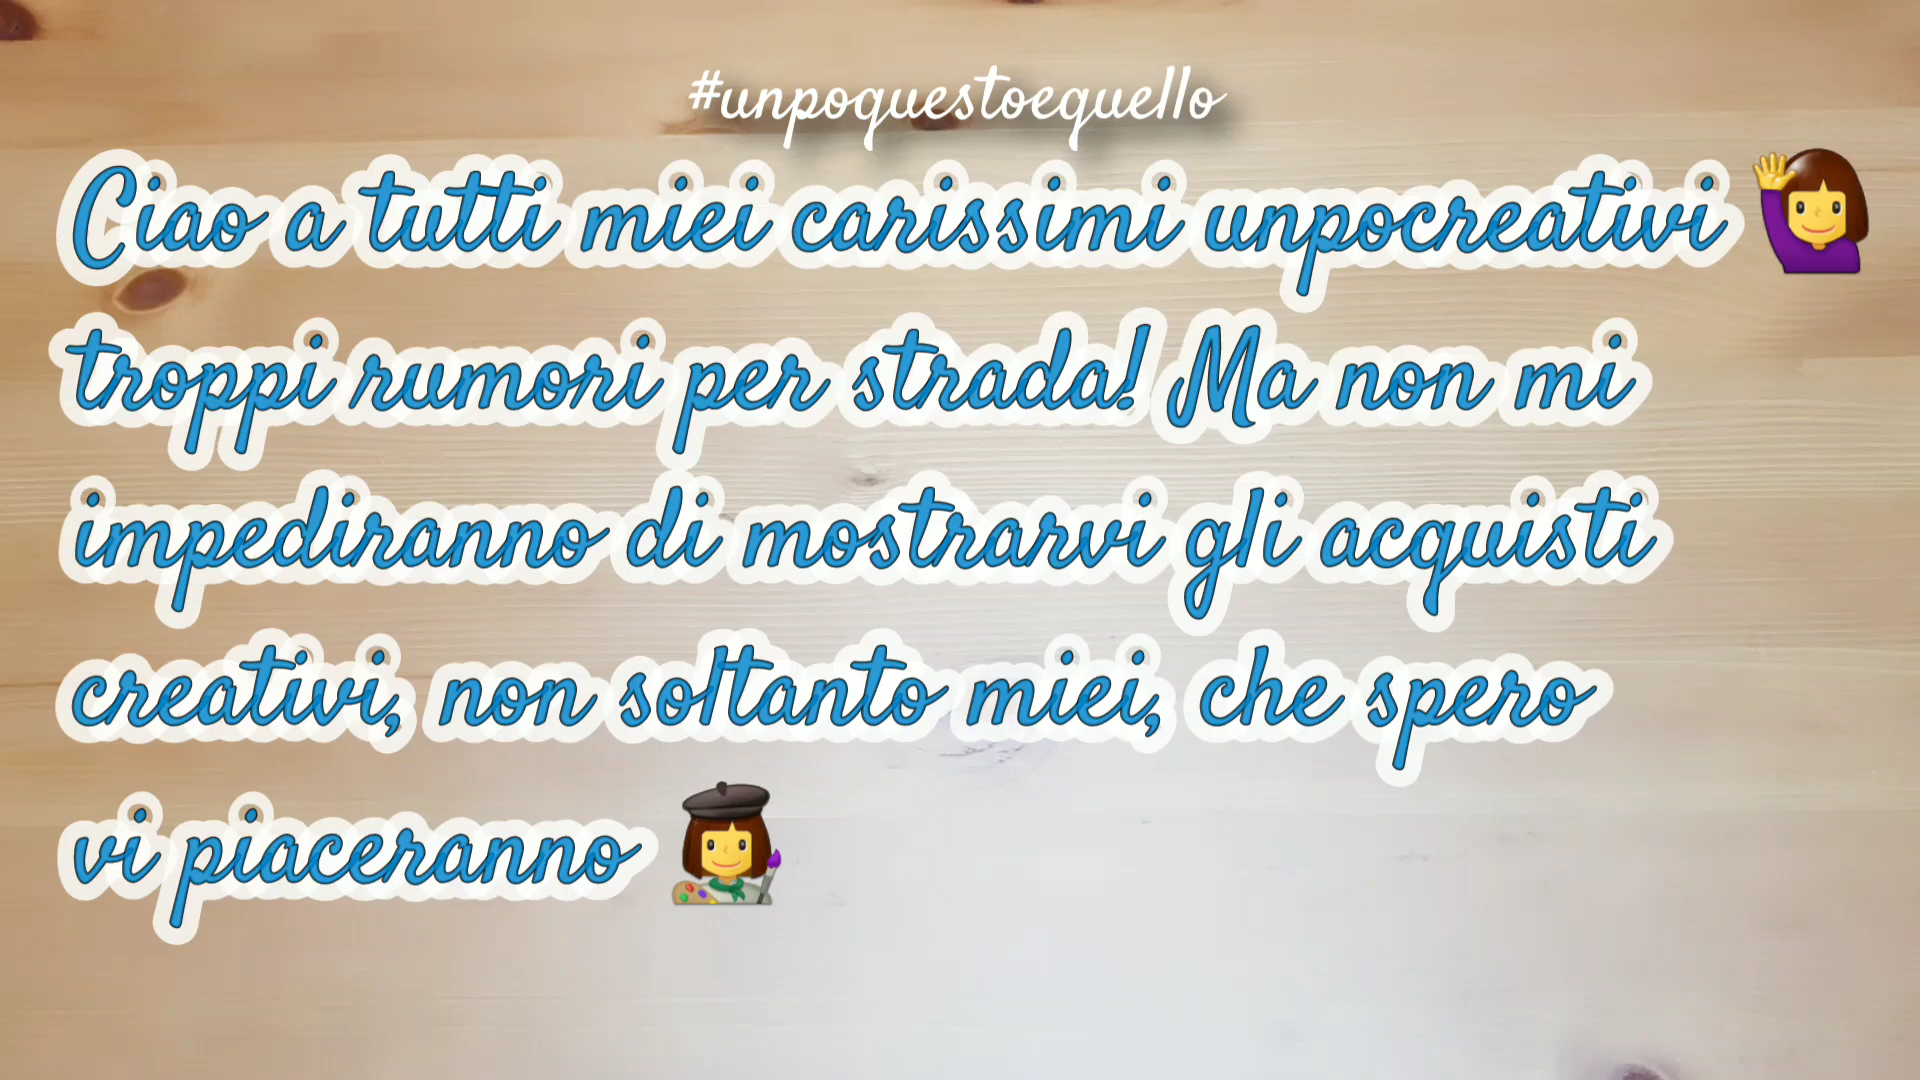 #unpoquestoequello
Ciao a tutti miei carissimi unpocreativi 🙋‍♀️
troppi rumori per strada! Ma non mi
impediranno di mostrarvi gli acquisti
creativi, non soltanto miei, che spero
vi piaceranno 👩‍🎨